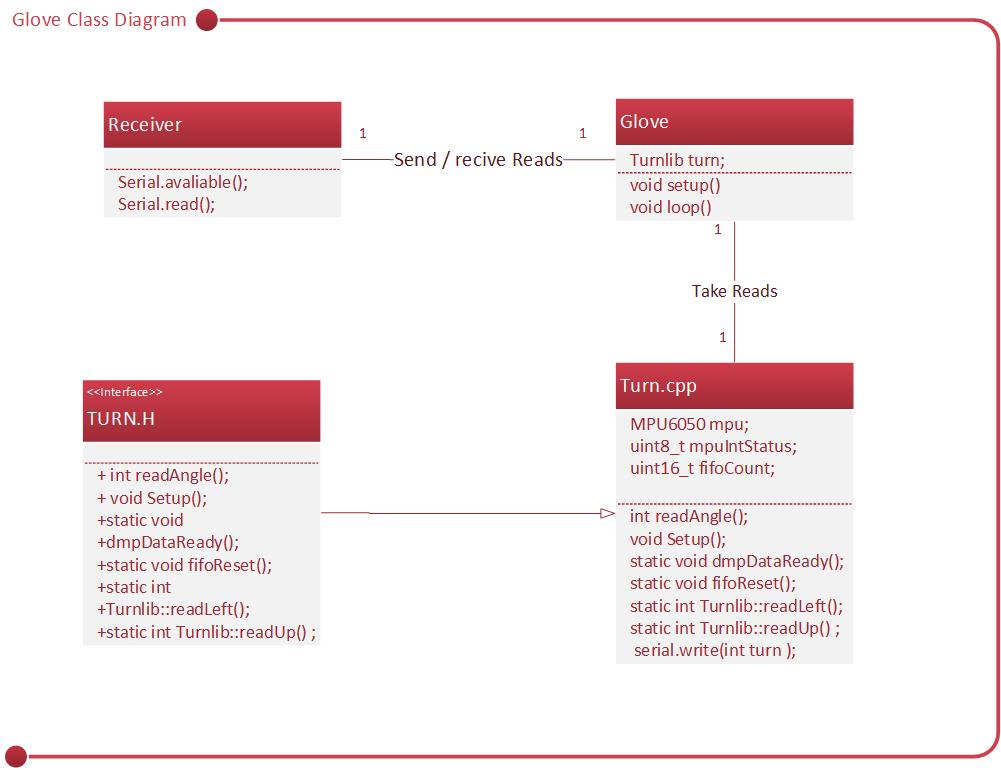 Glove Class Diagram
Receiver
Serial.avaliable();
Serial.read();
1
Send / recive Reads
1
Glove
Turnlib turn;
void setup()
void loop()
1
Take Reads
1
<<Interface>>
TURN.H
+ int readAngle();
+ void Setup();
+static void
+dmpDataReady();
+static void fifoReset();
+static int
+Turnlib::readLeft();
+static int Turnlib::readUp() ;
Turn.cpp
MPU6050 mpu;
uint8_t mpuIntStatus;
uint16_t fifoCount;
int readAngle();
void Setup();
static void dmpDataReady();
static void fifoReset();
static int Turnlib::readLeft();
static int Turnlib::readUp() ;
serial.write(int turn );